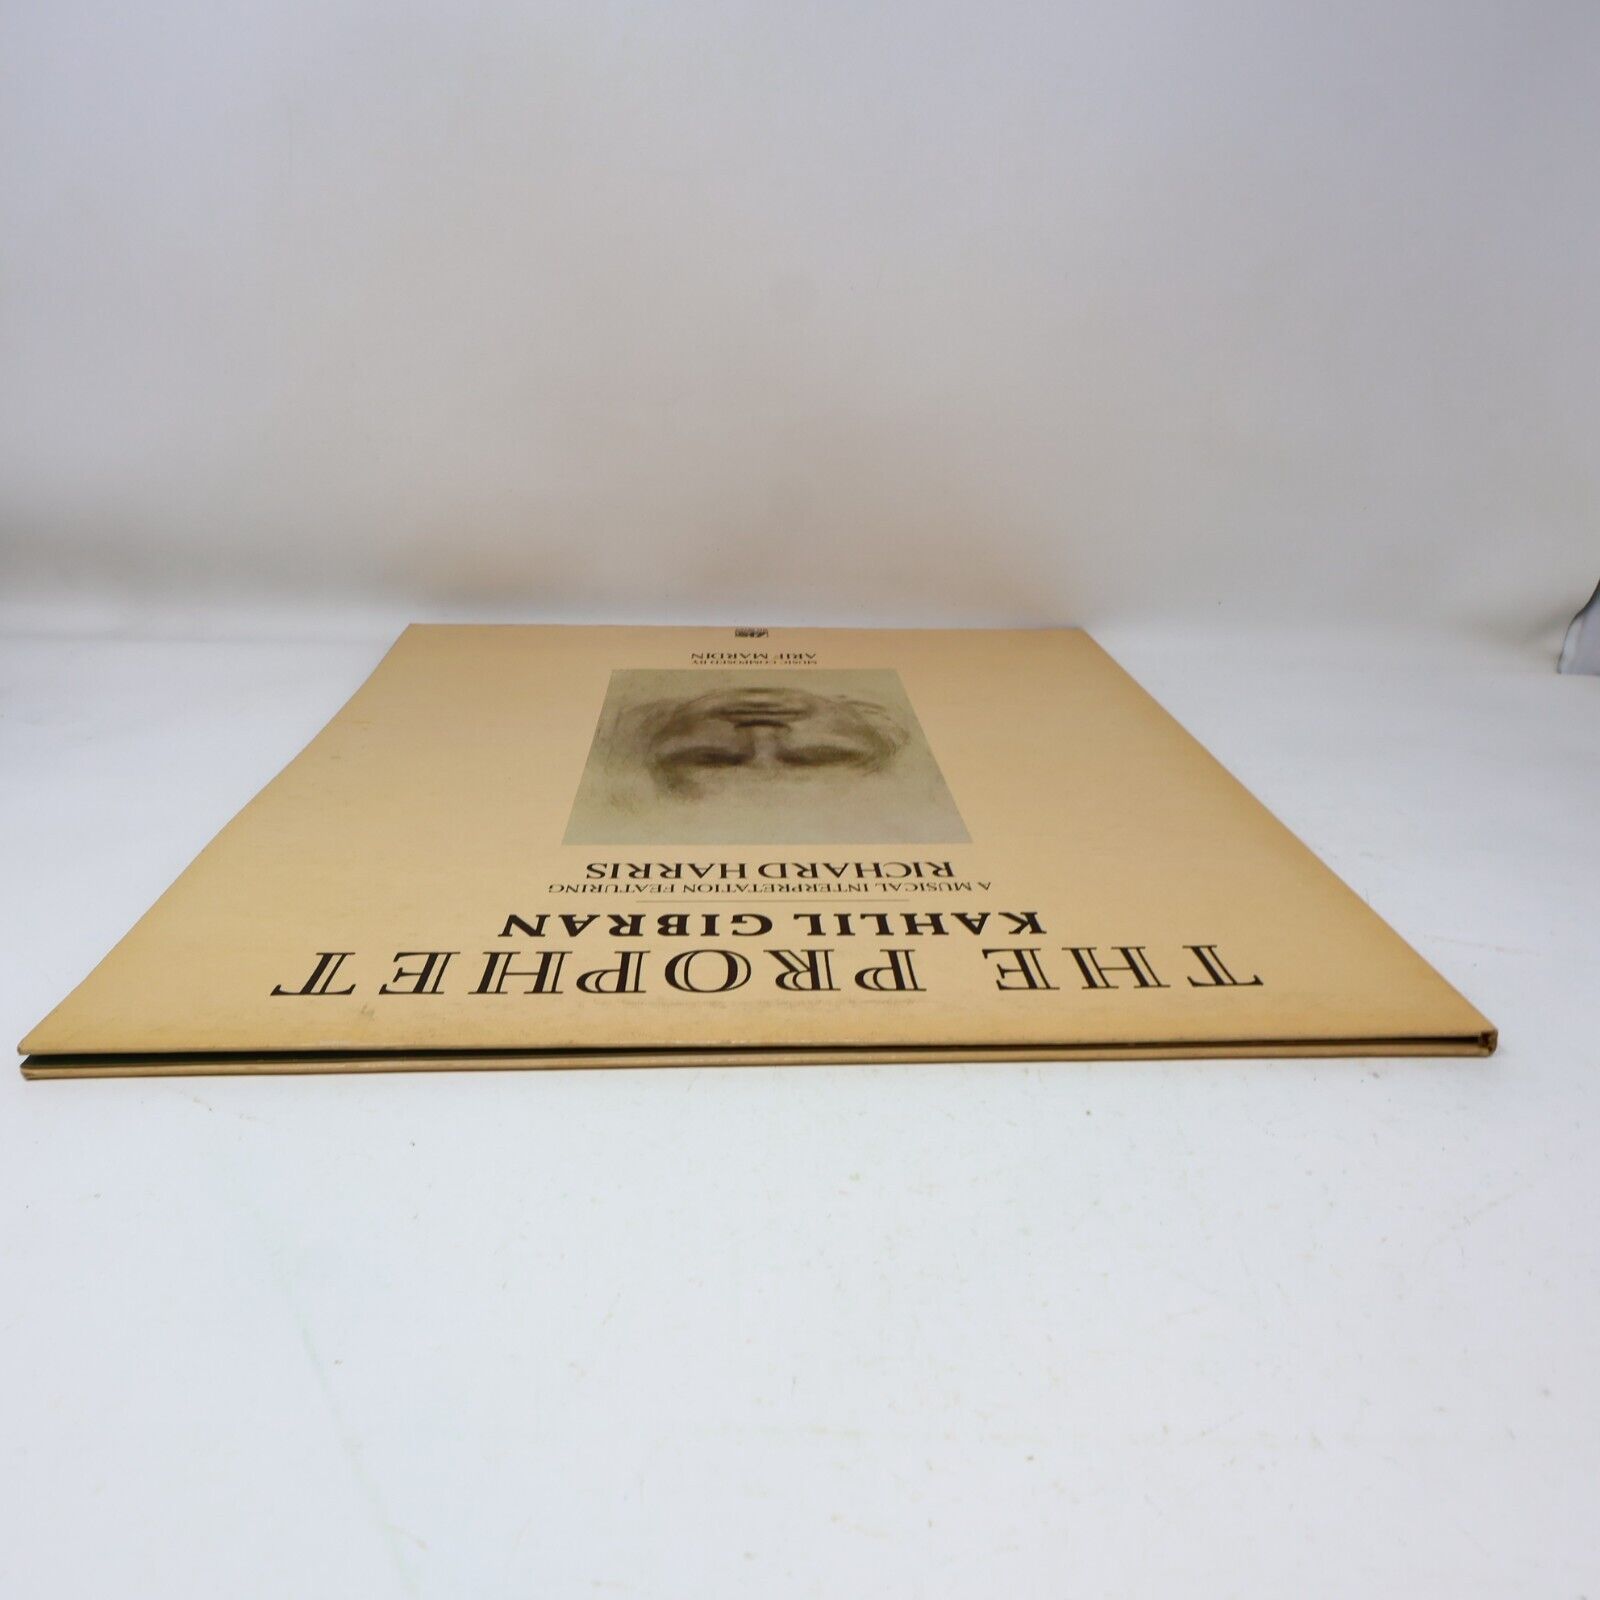 THE PROPHET
KAHLIL GIBRAN
A MUSICAL INTERPRETATION FEATURING
RICHARD HARRIS
MUSIC COMPOSED BY
ARIF MARDIN